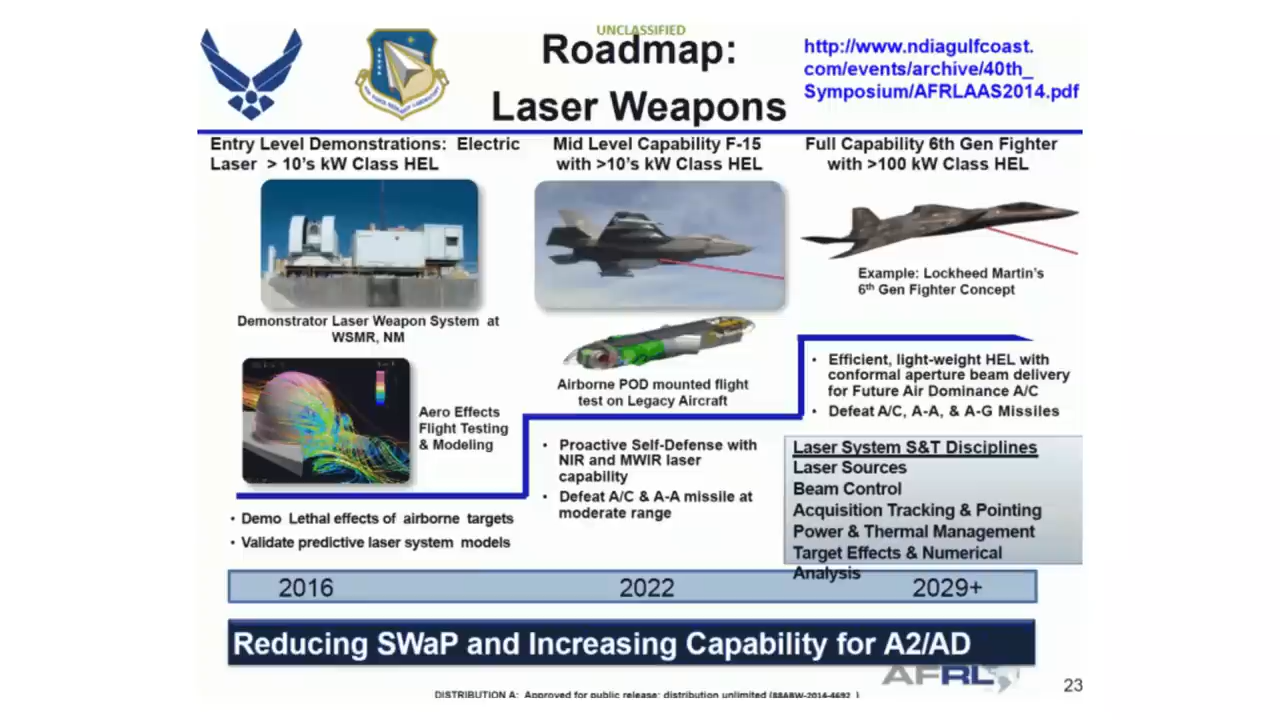 UNCLASSIFIED
Roadmap:
Laser Weapons
http://www.ndiagulfcoast.
com/events/archive/40th_
Symposium/AFRLAAS2014.pdf
Entry Level Demonstrations: Electric
Laser > 10's kW Class HEL
Demonstrator Laser Weapon System at
WSMR, NM
Aero Effects
Flight Testing
& Modeling
• Demo Lethal effects of airborne targets
• Validate predictive laser system models
Mid Level Capability F-15
with >10's kW Class HEL
Airborne POD mounted flight
test on Legacy Aircraft
• Proactive Self-Defense with
NIR and MWIR laser
capability
• Defeat A/C & A-A missile at
moderate range
Full Capability 6th Gen Fighter
with >100 kW Class HEL
Example: Lockheed Martin's
6th Gen Fighter Concept
• Efficient, light-weight HEL with
conformal aperture beam delivery
for Future Air Dominance A/C
• Defeat A/C, A-A, & A-G Missiles
Laser System S&T Disciplines
Laser Sources
Beam Control
Acquisition Tracking & Pointing
Power & Thermal Management
Target Effects & Numerical
Analysis
2016
2022
2029+
Reducing SWaP and Increasing Capability for A2/AD
AFRL
23
DISTRIBUTION A: Approved for public release; distribution unlimited (88ABW-2014-4692 )